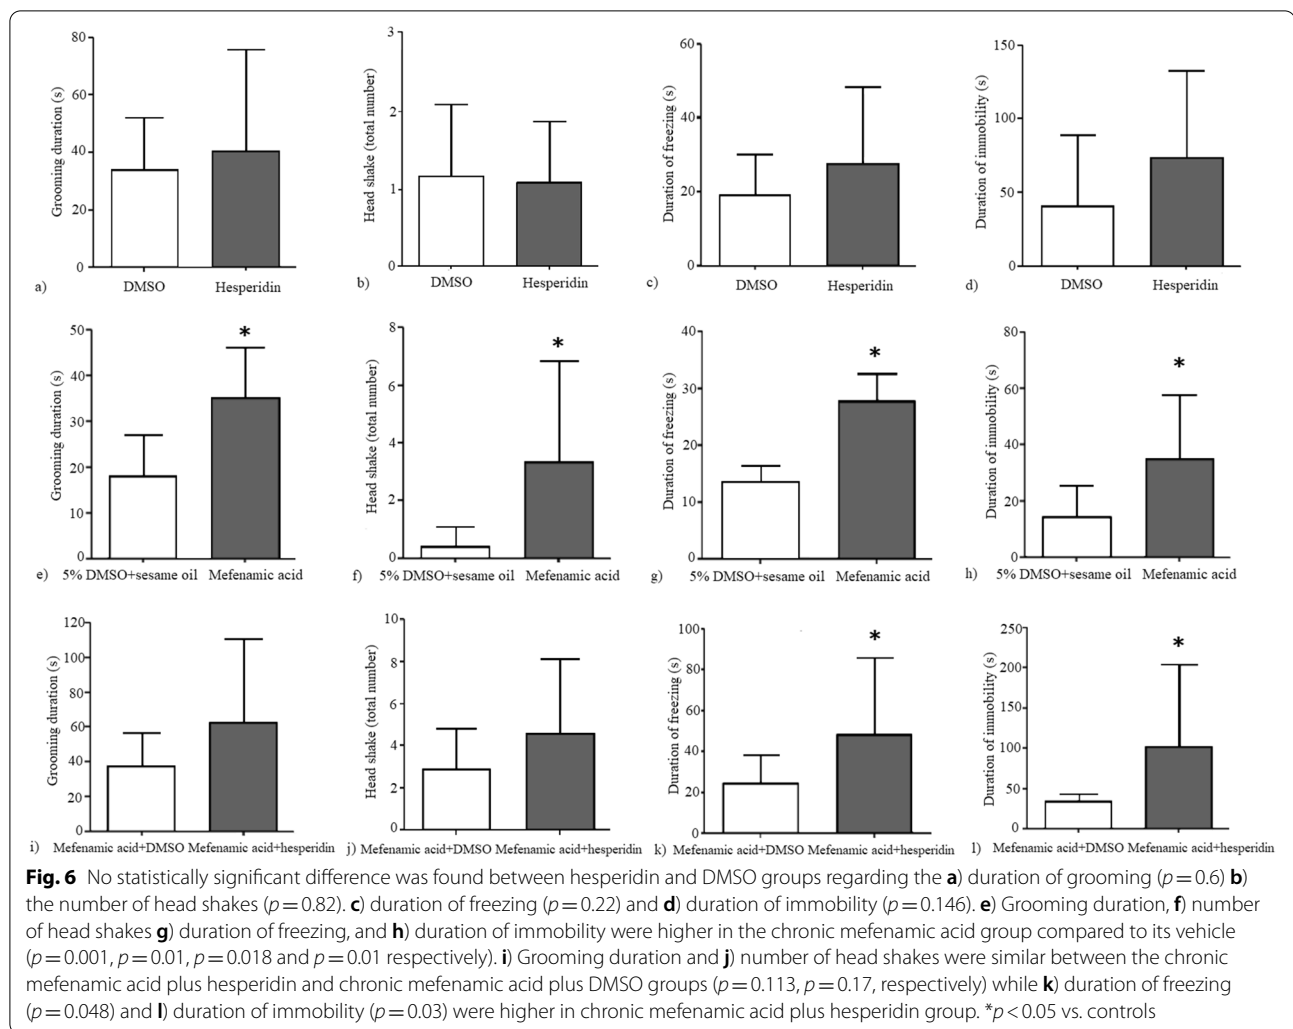 80
60
40
20
0
Grooming duration (s)
DMSO
Hesperidin
a)
3
2
1
0
Head shake (total number)
DMSO
Hesperidin
b)
60
40
20
0
Duration of freezing (s)
DMSO
Hesperidin
c)
200
150
100
50
0
Duration of immobility (s)
DMSO
Hesperidin
d)
50
40
30
20
10
0
Grooming duration (s)
*
5% DMSO+sesame oil
Mefenamic acid
e)
8
6
4
2
0
Head shake (total number)
*
5% DMSO+sesame oil
Mefenamic acid
f)
40
30
20
10
0
Duration of freezing (s)
*
5% DMSO+sesame oil
Mefenamic acid
g)
80
60
40
20
0
Duration of immobility (s)
*
5% DMSO+sesame oil
Mefenamic acid
h)
120
100
80
60
40
20
0
Grooming duration (s)
Mefenamic acid+DMSO
Mefenamic acid+hesperidin
i)
10
8
6
4
2
0
Head shake (total number)
Mefenamic acid+DMSO
Mefenamic acid+hesperidin
j)
100
80
60
40
20
0
Duration of freezing (s)
*
Mefenamic acid+DMSO
Mefenamic acid+hesperidin
k)
250
200
150
100
50
0
Duration of immobility (s)
*
Mefenamic acid+DMSO
Mefenamic acid+hesperidin
l)
Fig. 6 No statistically significant difference was found between hesperidin and DMSO groups regarding the a) duration of grooming (p = 0.6) b)
the number of head shakes (p = 0.82). c) duration of freezing (p = 0.22) and d) duration of immobility (p = 0.146). e) Grooming duration, f) number
of head shakes g) duration of freezing, and h) duration of immobility were higher in the chronic mefenamic acid group compared to its vehicle
(p = 0.001, p = 0.01, p = 0.018 and p = 0.01 respectively). i) Grooming duration and j) number of head shakes were similar between the chronic
mefenamic acid plus hesperidin and chronic mefenamic acid plus DMSO groups (p = 0.113, p = 0.17, respectively) while k) duration of freezing
(p = 0.048) and l) duration of immobility (p = 0.03) were higher in chronic mefenamic acid plus hesperidin group. *p < 0.05 vs. controls